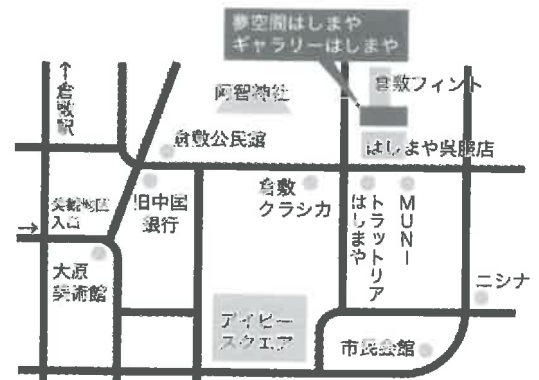 夢空間はしまや
ギャラリーはしまや
↑倉敷駅
阿智神社
倉敷フィント
倉敷公民館
はしまや呉服店
美観地区
入口
→
旧中国
銀行
倉敷
クラシカ
トラットリア
はしまや
MUNI
大原
美術館
ニシナ
アイビー
スクエア
市民会館